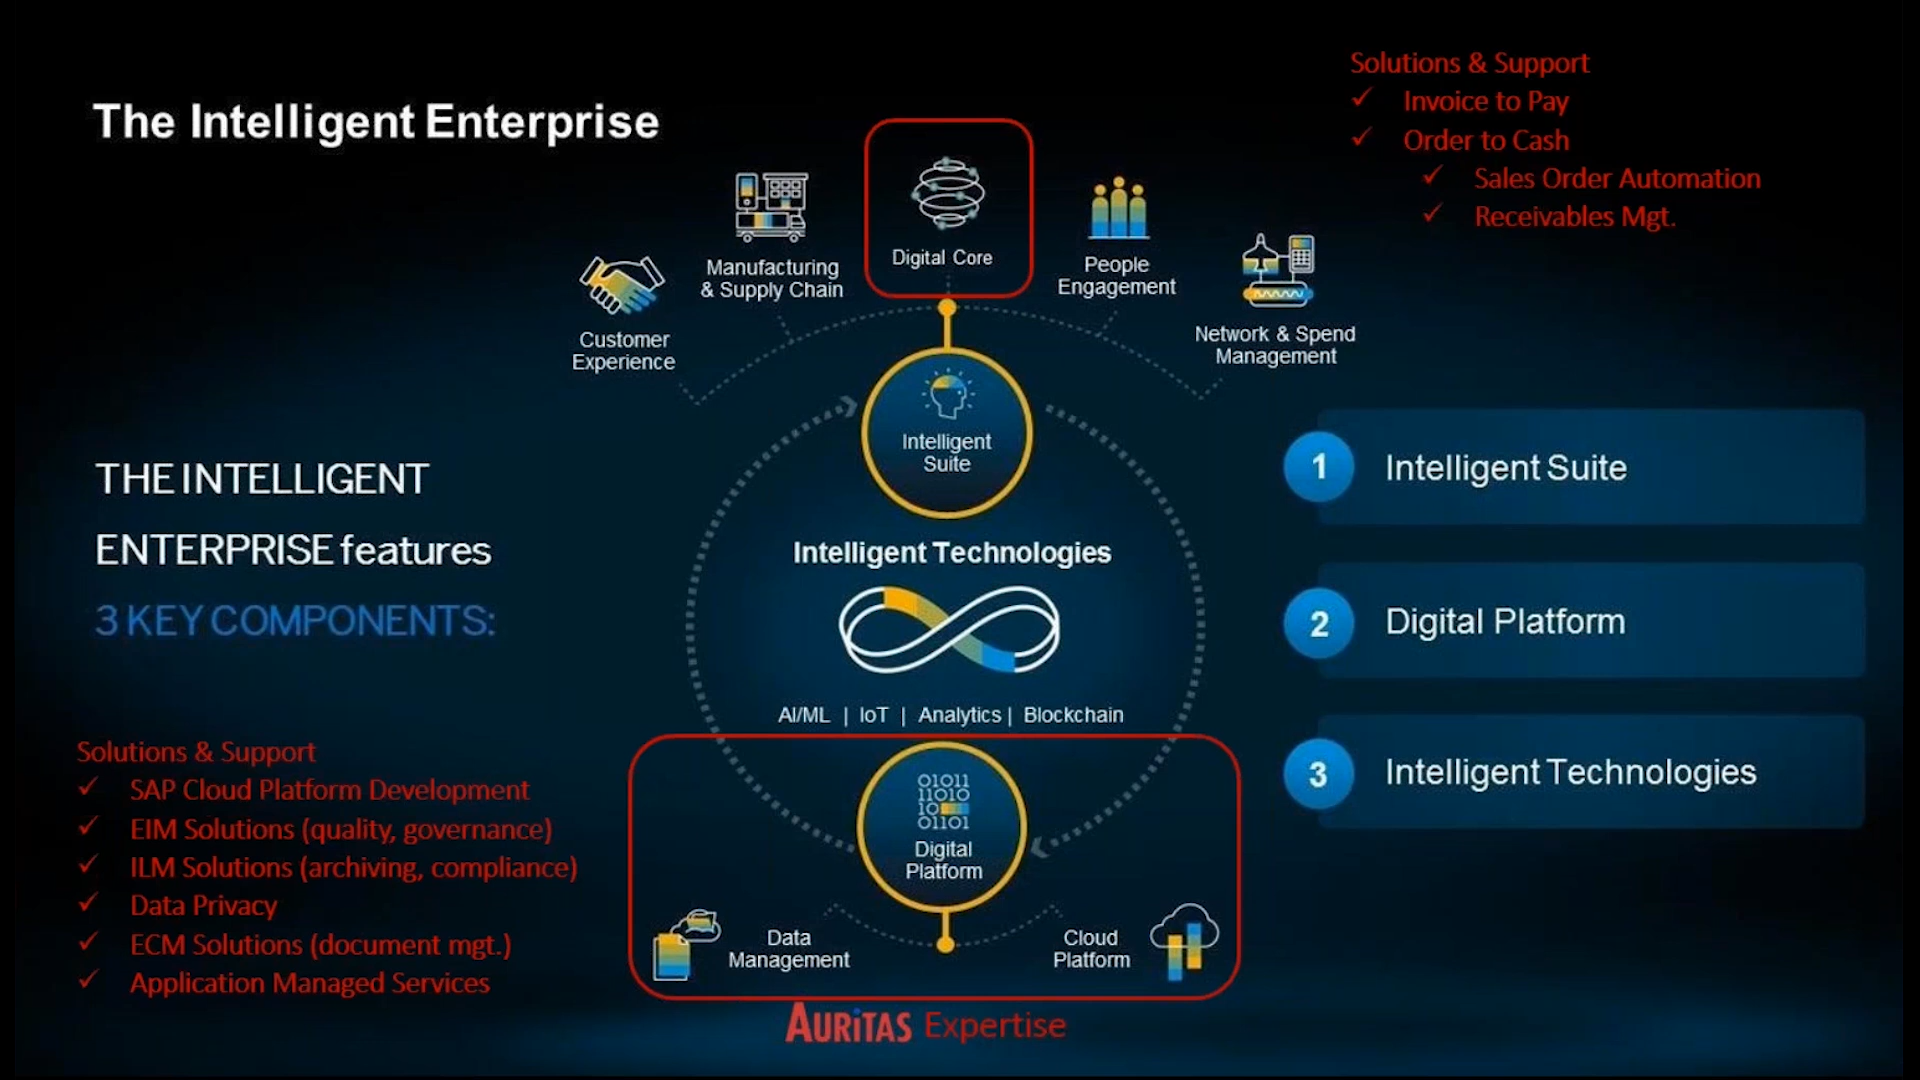 The Intelligent Enterprise
Solutions & Support
Invoice to Pay
Order to Cash
Sales Order Automation
Receivables Mgt.
Digital Core
Manufacturing
& Supply Chain
People
Engagement
Customer
Experience
Network & Spend
Management
Intelligent
Suite
THE INTELLIGENT
ENTERPRISE features
3 KEY COMPONENTS:
1 Intelligent Suite
2 Digital Platform
3 Intelligent Technologies
Intelligent Technologies
AI/ML | IoT | Analytics | Blockchain
01011
11010
10
01101
Digital
Platform
Data
Management
Cloud
Platform
Solutions & Support
SAP Cloud Platform Development
EIM Solutions (quality, governance)
ILM Solutions (archiving, compliance)
Data Privacy
ECM Solutions (document mgt.)
Application Managed Services
AURiTAS Expertise